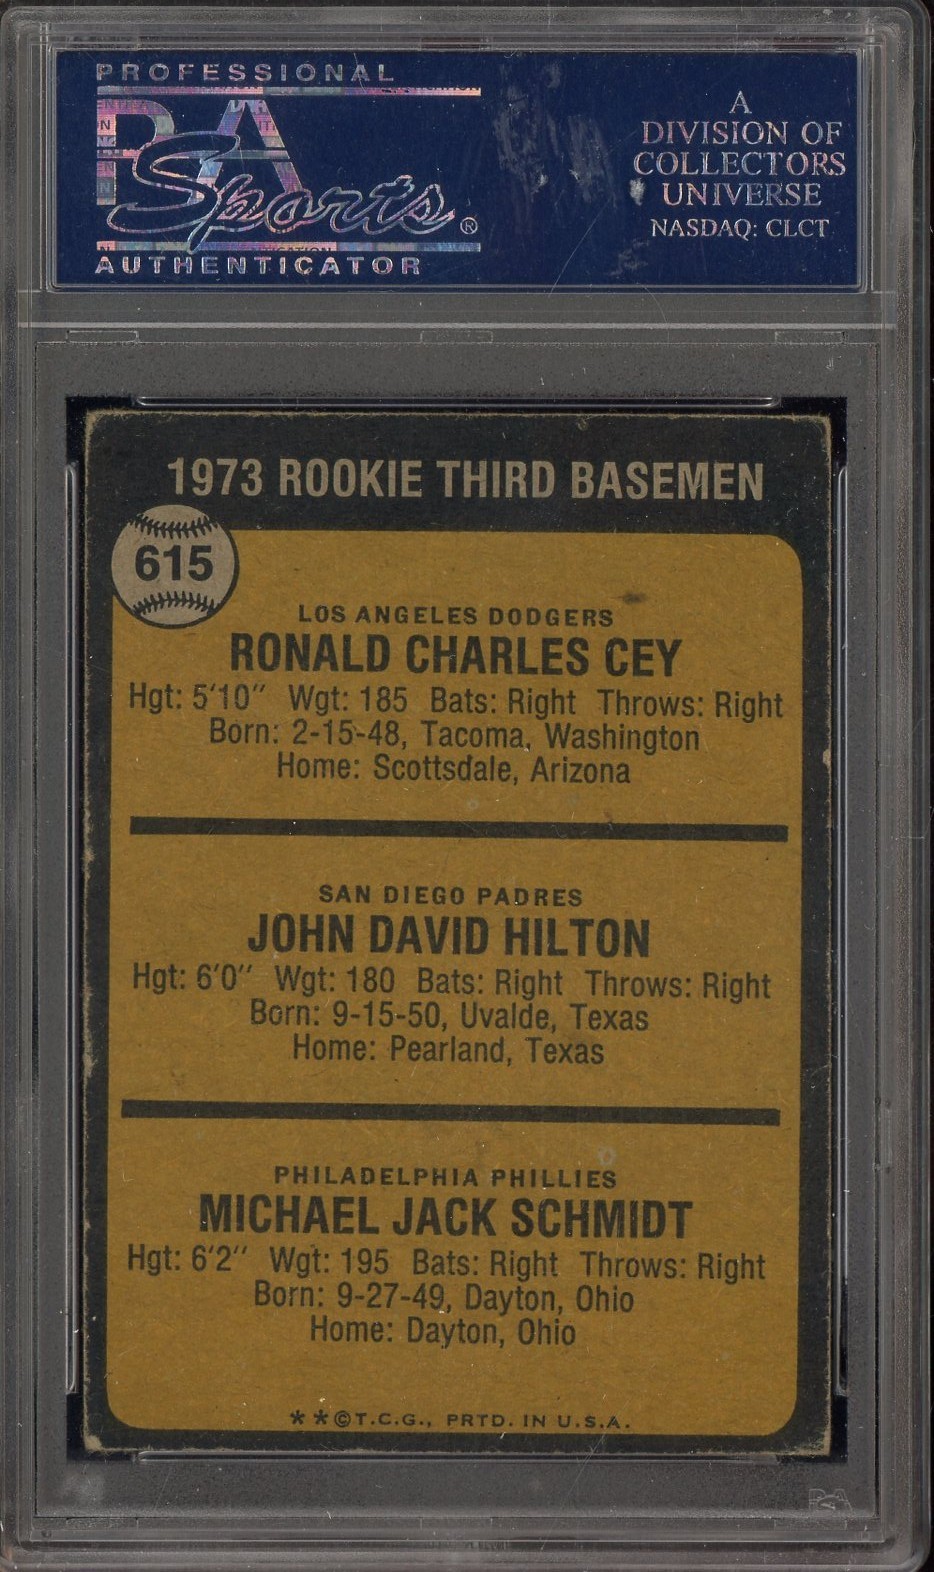 PROFESSIONAL
PSA
Sports®
AUTHENTICATOR
A
DIVISION OF
COLLECTORS
UNIVERSE
NASDAQ: CLCT
1973 ROOKIE THIRD BASEMEN
615
LOS ANGELES DODGERS
RONALD CHARLES CEY
Hgt: 5'10" Wgt: 185 Bats: Right Throws: Right
Born: 2-15-48, Tacoma, Washington
Home: Scottsdale, Arizona
SAN DIEGO PADRES
JOHN DAVID HILTON
Hgt: 6'0" Wgt: 180 Bats: Right Throws: Right
Born: 9-15-50, Uvalde, Texas
Home: Pearland, Texas
PHILADELPHIA PHILLIES
MICHAEL JACK SCHMIDT
Hgt: 6'2" Wgt: 195 Bats: Right Throws: Right
Born: 9-27-49, Dayton, Ohio
Home: Dayton, Ohio
**©T.C.G., PRTD. IN U.S.A.
PSA